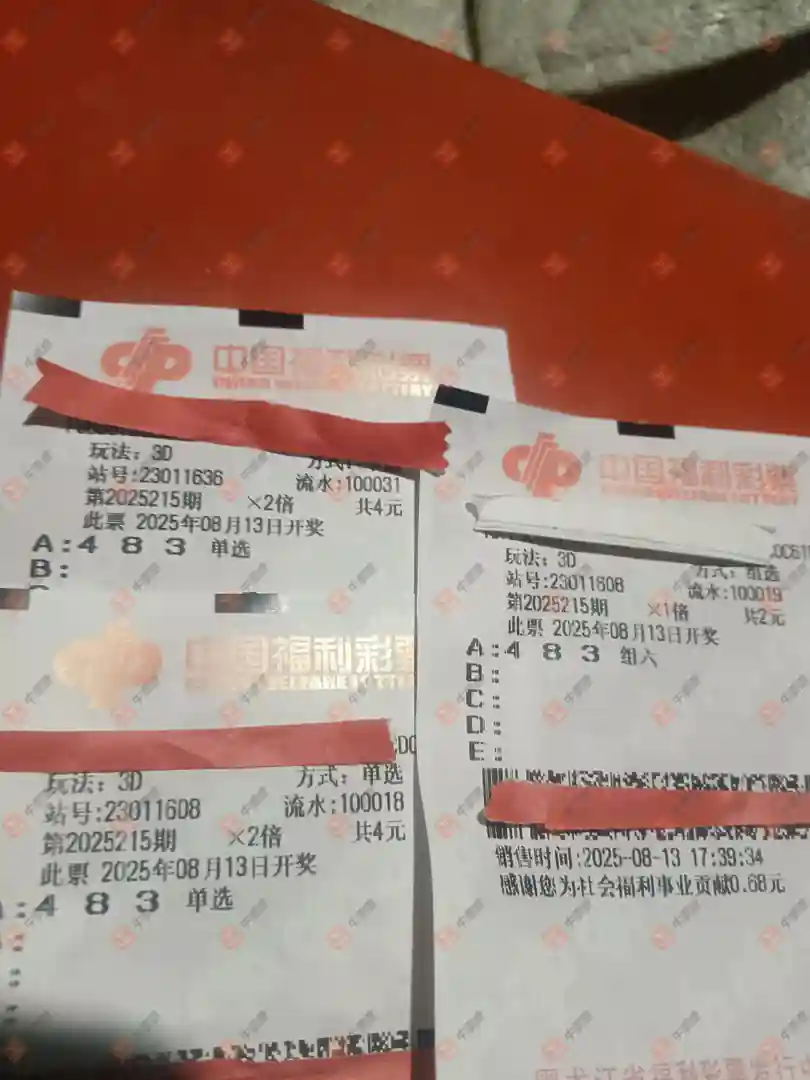 中国福利彩票
玩法：3D
站号:23011636
流水:100031
第2025215期 ×2倍 共4元
此票 2025年08月13日开奖
A:4 8 3 单选
B:
中国福利彩票
玩法：3D 方式：单选
站号:23011608 流水:100018
第2025215期 ×2倍 共4元
此票 2025年08月13日开奖
:4 8 3 单选
中国福利彩票
玩法：3D 方式：组选
站号:23011608 流水:100019
第2025215期 ×1倍 共2元
此票 2025年08月13日开奖
A:4 8 3 组六
B:
C:
D:
E:
销售时间:2025-08-13 17:39:34
感谢您为社会福利事业贡献0.68元